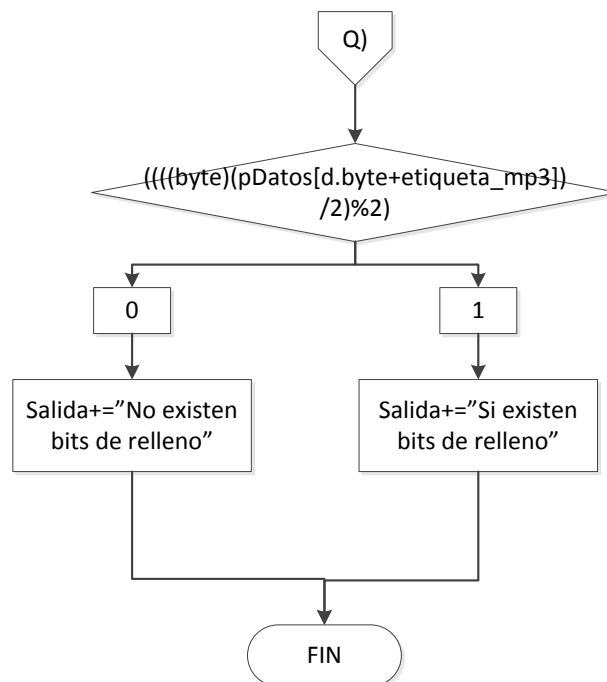 Q)
((((byte)(pDatos[d.byte+etiqueta_mp3])
/2)%2)
0
1
Salida+=”No existen
bits de relleno”
Salida+=”Si existen
bits de relleno”
FIN